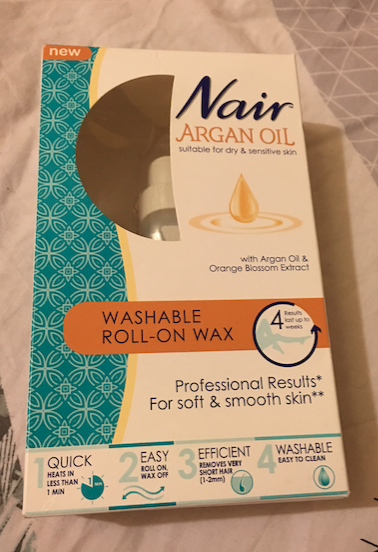 new
Nair
ARGAN OIL
suitable for dry & sensitive skin
with Argan Oil &
Orange Blossom Extract
WASHABLE
ROLL-ON WAX
4
Results
last up to
weeks
Professional Results*
For soft & smooth skin**
1 QUICK
HEATS IN
LESS THAN
1 MIN
2 EASY
ROLL ON,
WAX OFF
3 EFFICIENT
REMOVES VERY
SHORT HAIR
(1-2mm)
4 WASHABLE
EASY TO CLEAN